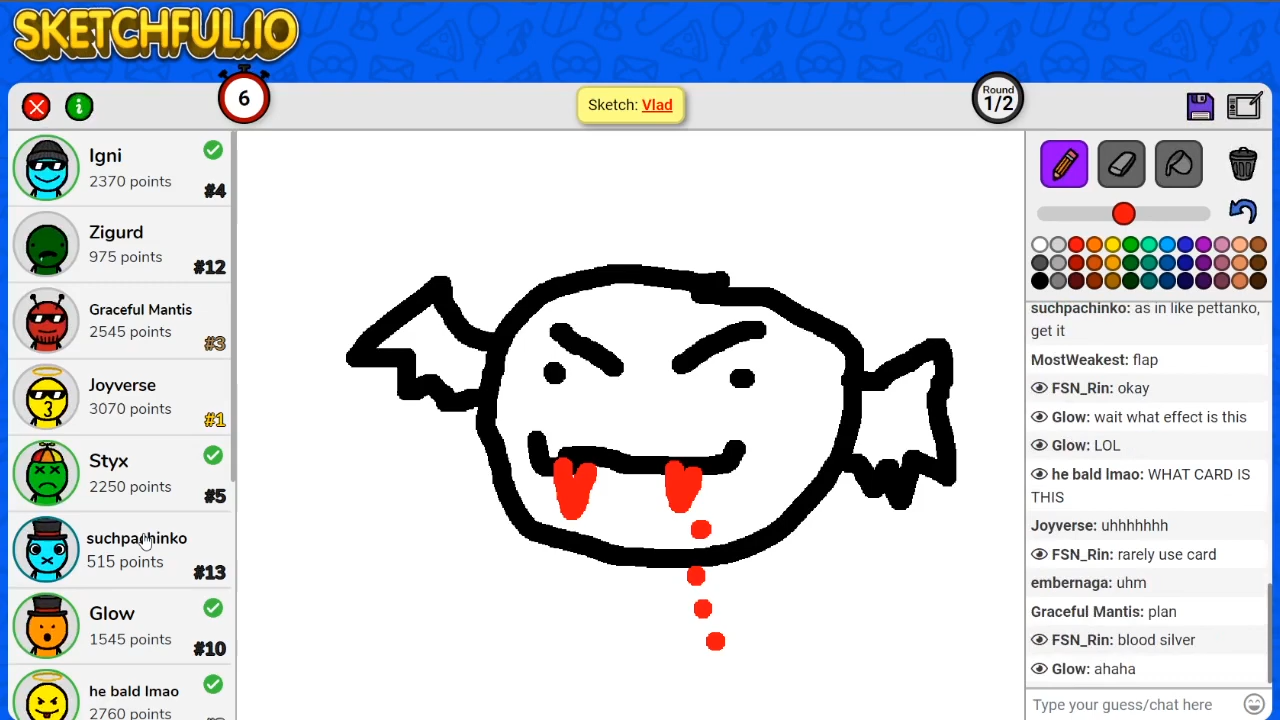 SKETCHFUL.IO
6
Sketch: Vlad
Round
1/2
Igni
2370 points
#4
Zigurd
975 points
#12
Graceful Mantis
2545 points
#3
Joyverse
3070 points
#1
Styx
2250 points
#5
suchpachinko
515 points
#13
Glow
1545 points
#10
he bald lmao
2760 points
suchpachinko: as in like pettanko,
get it
MostWeakest: flap
FSN_Rin: okay
Glow: wait what effect is this
Glow: LOL
he bald lmao: WHAT CARD IS
THIS
Joyverse: uhhhhhhh
FSN_Rin: rarely use card
embernaga: uhm
Graceful Mantis: plan
FSN_Rin: blood silver
Glow: ahaha
Type your guess/chat here